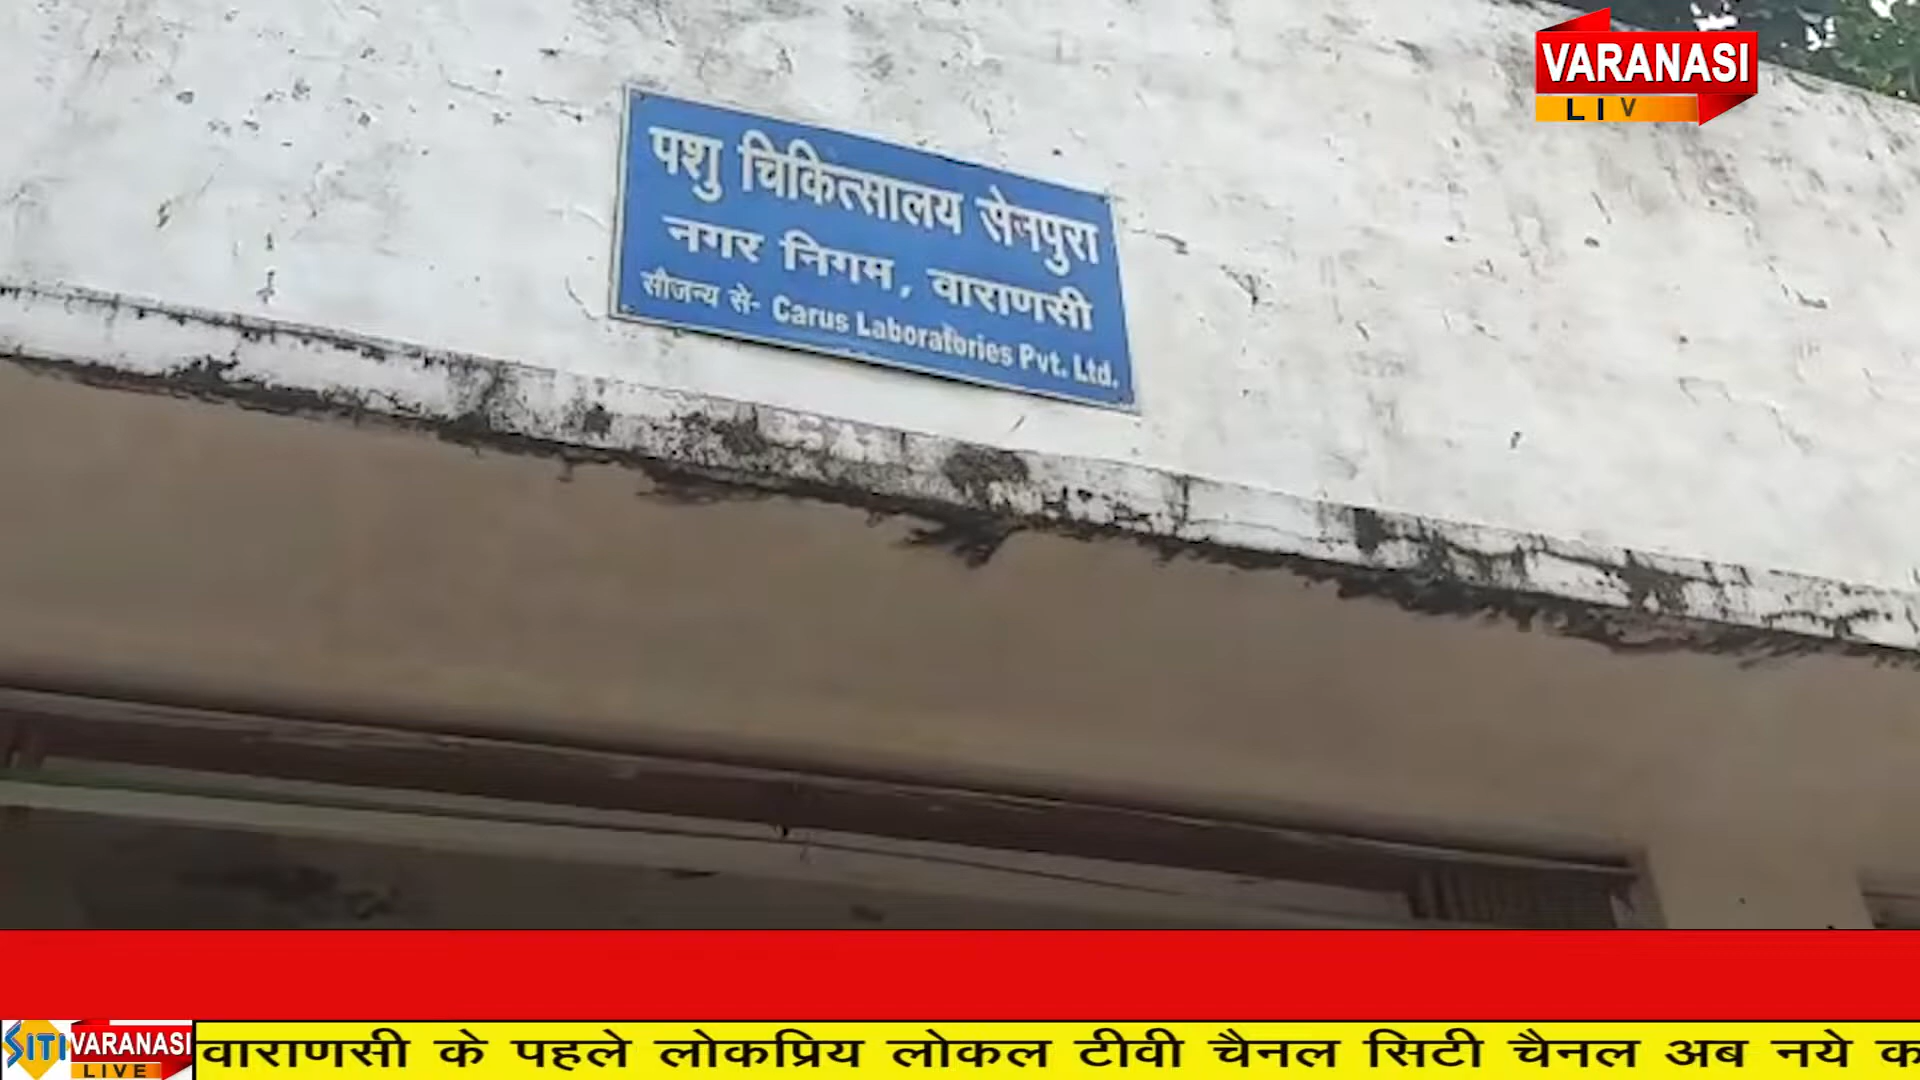 VARANASI
LIV
पशु चिकित्सालय सेनपुरा
नगर निगम, वाराणसी
सौजन्य से- Carus Laboratories Pvt. Ltd.
SITI VARANASI
LIVE
वाराणसी के पहले लोकप्रिय लोकल टीवी चैनल सिटी चैनल अब नये क